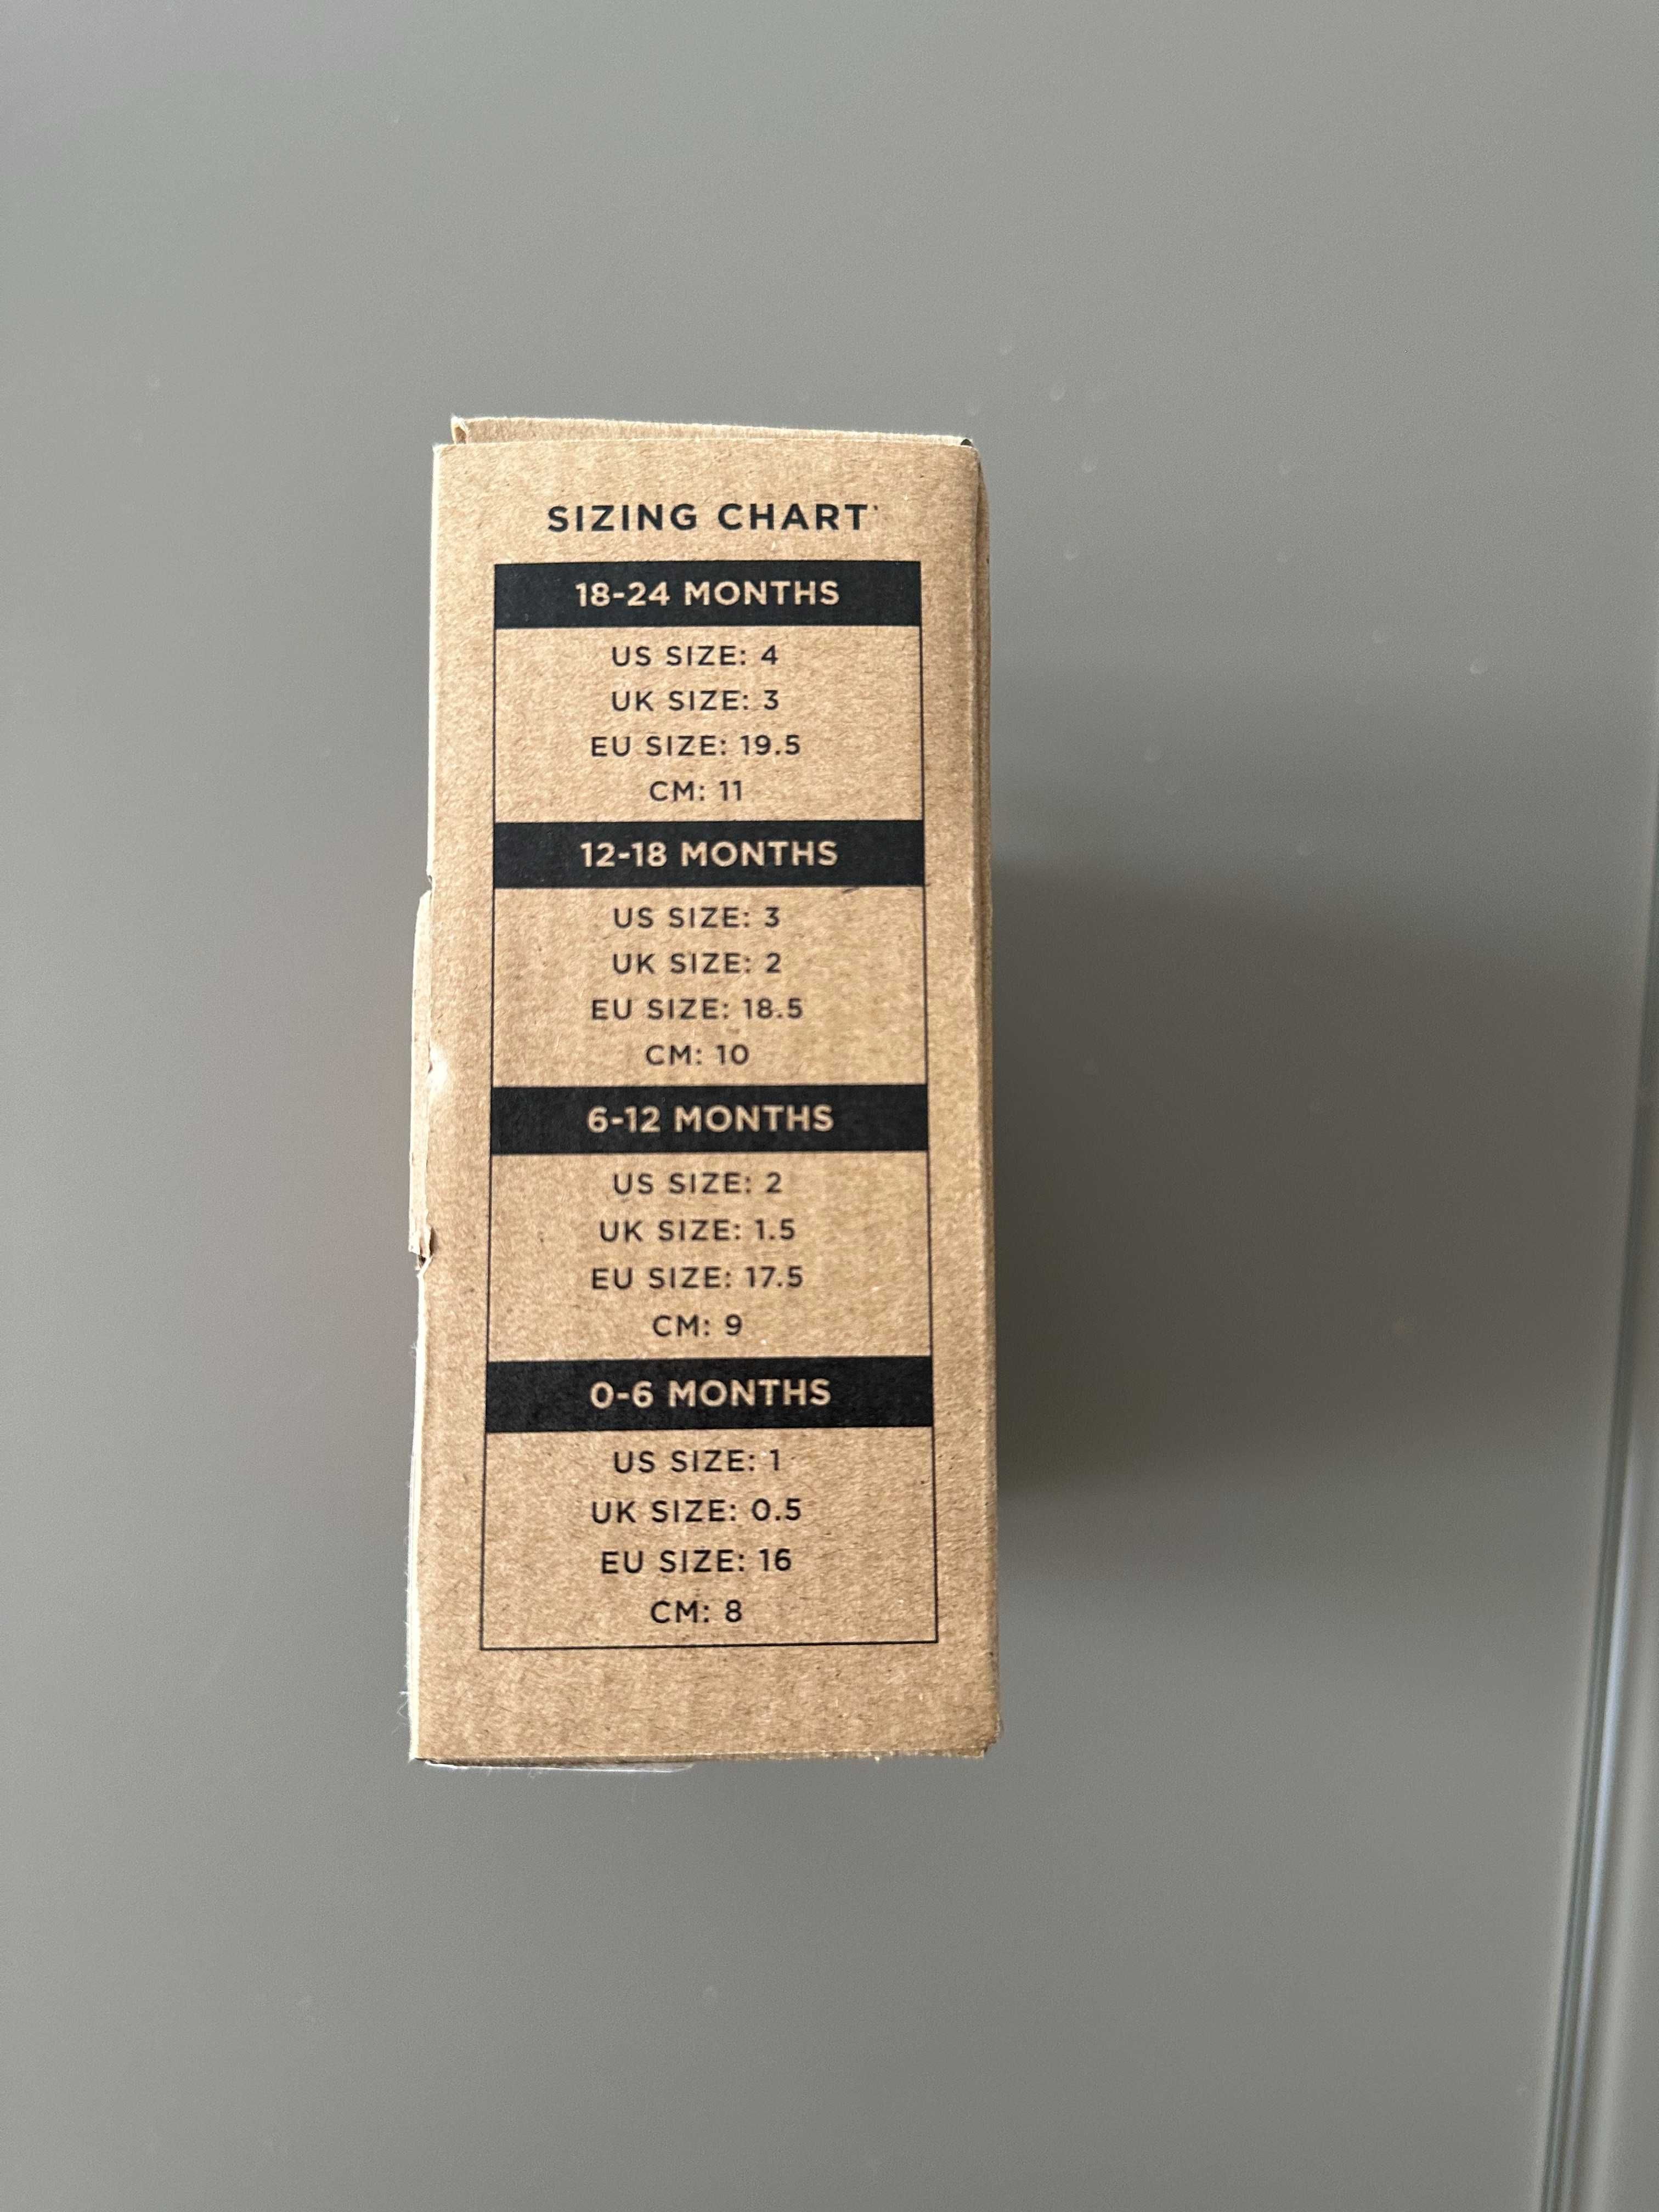 SIZING CHART
18-24 MONTHS
US SIZE: 4
UK SIZE: 3
EU SIZE: 19.5
CM: 11
12-18 MONTHS
US SIZE: 3
UK SIZE: 2
EU SIZE: 18.5
CM: 10
6-12 MONTHS
US SIZE: 2
UK SIZE: 1.5
EU SIZE: 17.5
CM: 9
0-6 MONTHS
US SIZE: 1
UK SIZE: 0.5
EU SIZE: 16
CM: 8